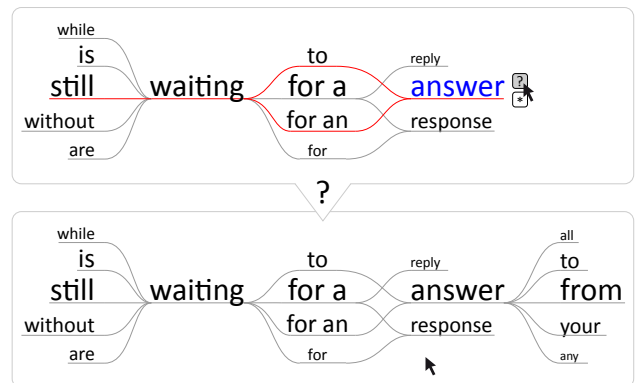 while
is
to
reply
still waiting for a answer ?
*
without
for an
response
are
for
?
while
all
is
to
reply
to
still waiting for a answer from
without
for an
response
your
are
for
any